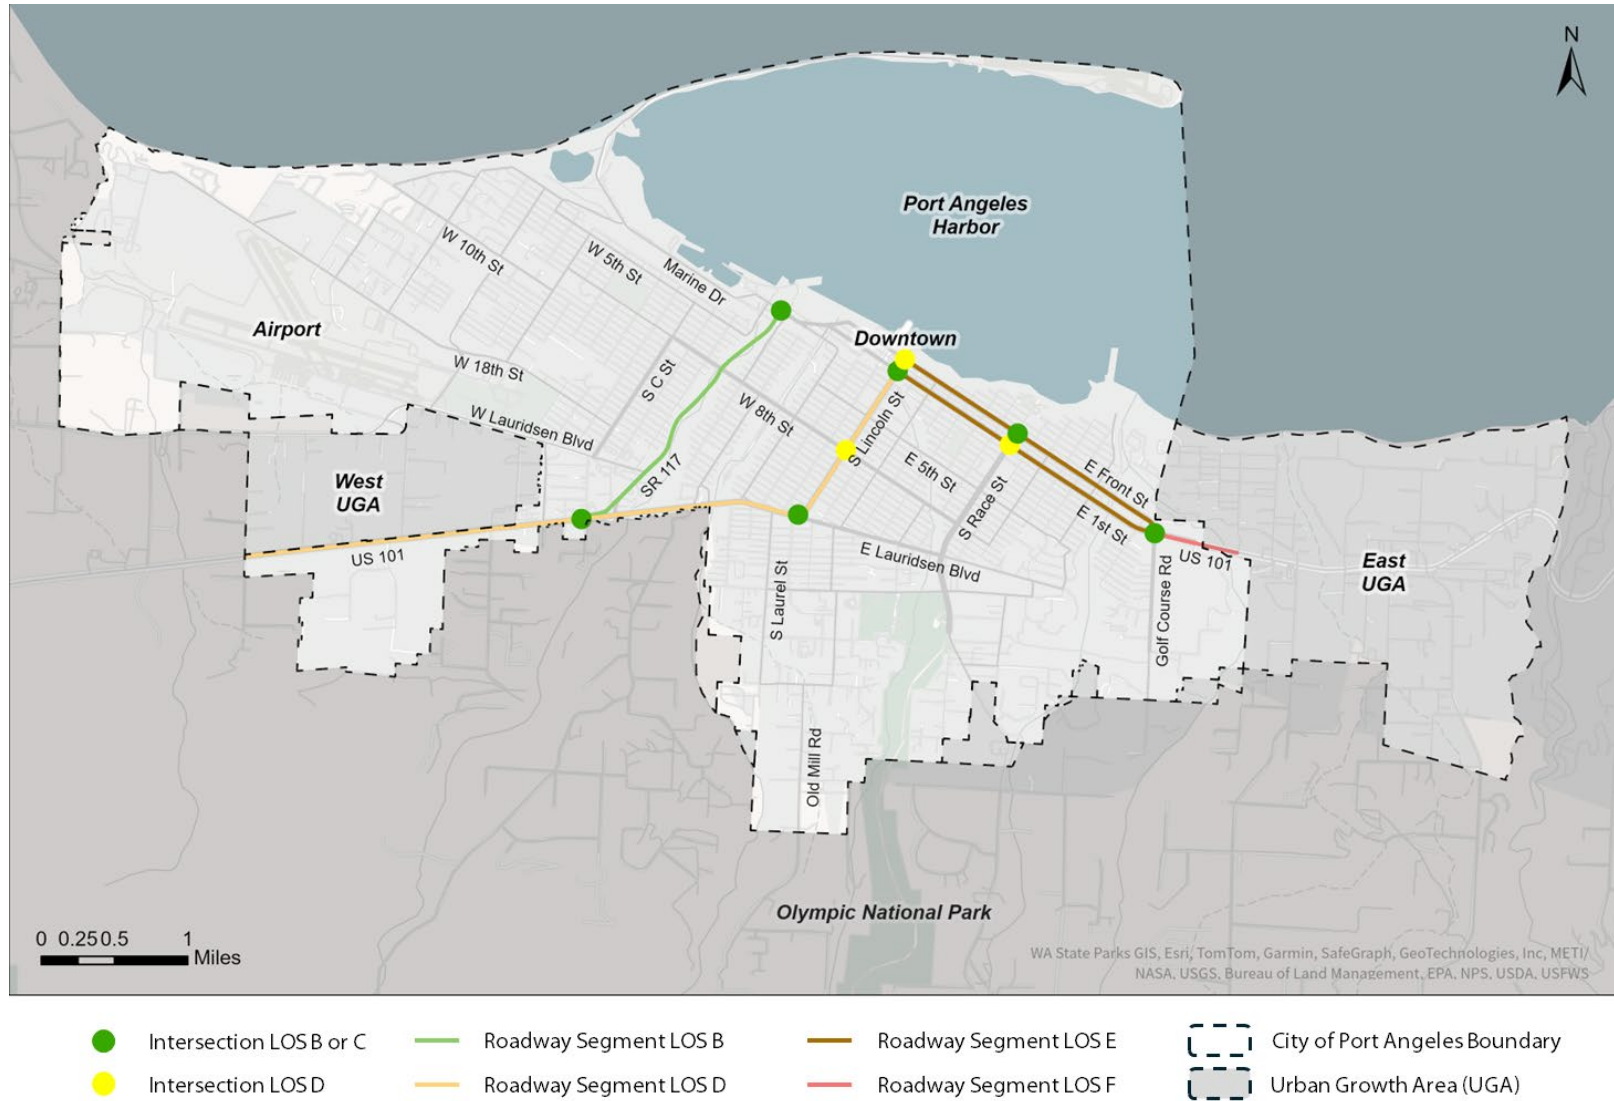 N
Port Angeles
Harbor
W 10th St
W 5th St
Marine Dr
Airport
Downtown
W 18th St
S C St
W Lauridsen Blvd
W 8th St
S Lincoln St
E 5th St
E Front St
West
UGA
SR 117
S Race St
E 1st St
US 101
E Lauridsen Blvd
US 101
East
UGA
S Laurel St
Golf Course Rd
Old Mill Rd
Olympic National Park
0 0.25 0.5 1
Miles
WA State Parks GIS, Esri, TomTom, Garmin, SafeGraph, GeoTechnologies, Inc, METI/
NASA, USGS, Bureau of Land Management, EPA, NPS, USDA, USFWS
Intersection LOS B or C
Roadway Segment LOS B
Roadway Segment LOS E
City of Port Angeles Boundary
Intersection LOS D
Roadway Segment LOS D
Roadway Segment LOS F
Urban Growth Area (UGA)